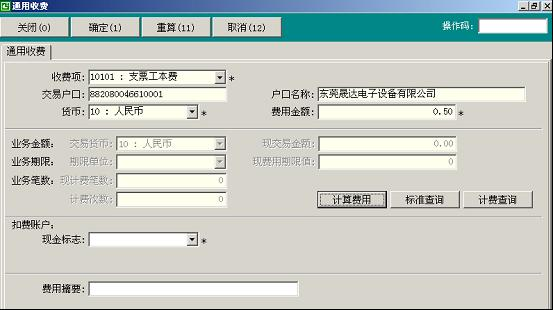 通用收费
关闭(0) 确定(1) 重算(11) 取消(12) 操作码:
通用收费
收费项: 10101 : 支票工本费 *
交易户口: 882080046610001 户口名称: 东莞晟达电子设备有限公司
货币: 10 : 人民币 * 费用金额: 0.50 *
业务金额: 交易货币: 10 : 人民币 现交易金额: 0.00
业务期限: 期限单位: 现费用期限值: 0
业务笔数: 现计费笔数: 0
计费次数: 0 计算费用 标准查询 计费查询
扣费账户:
现金标志: *
费用摘要: